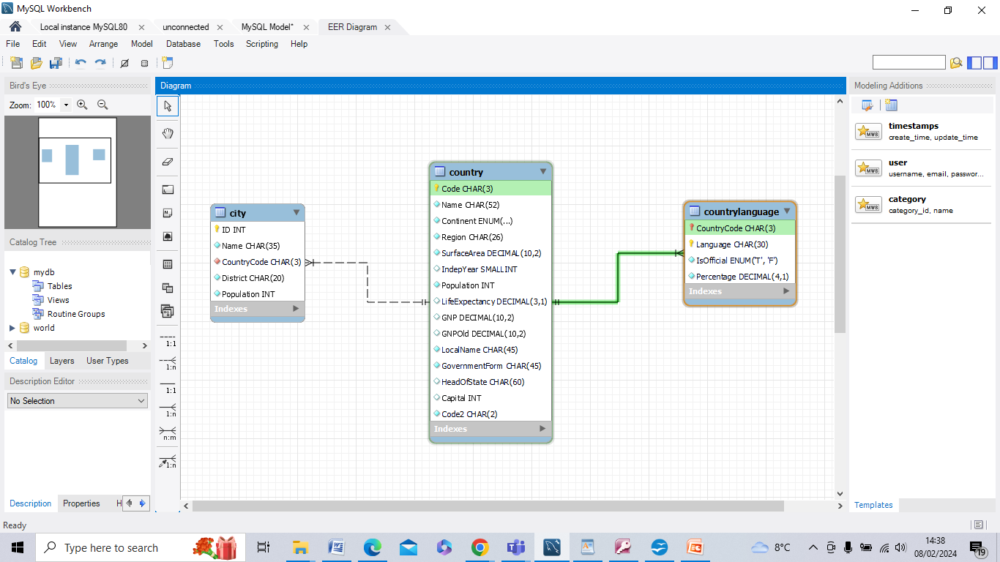 MySQL Workbench
Local instance MySQL80
unconnected
MySQL Model*
EER Diagram
File Edit View Arrange Model Database Tools Scripting Help
Bird's Eye
Zoom: 100%
Catalog Tree
mydb
Tables
Views
Routine Groups
world
Catalog Layers User Types
Description Editor
No Selection
Description Properties H
Ready
Diagram
1:1
1:n
1:1
1:n
n:m
1:n
city
ID INT
Name CHAR(35)
CountryCode CHAR(3)
District CHAR(20)
Population INT
Indexes
country
Code CHAR(3)
Name CHAR(52)
Continent ENUM(...)
Region CHAR(26)
SurfaceArea DECIMAL(10,2)
IndepYear SMALLINT
Population INT
LifeExpectancy DECIMAL(3,1)
GNP DECIMAL(10,2)
GNPOld DECIMAL(10,2)
LocalName CHAR(45)
GovernmentForm CHAR(45)
HeadOfState CHAR(60)
Capital INT
Code2 CHAR(2)
Indexes
countrylanguage
CountryCode CHAR(3)
Language CHAR(30)
IsOfficial ENUM('T', 'F')
Percentage DECIMAL(4,1)
Indexes
Modeling Additions
MWB
timestamps
create_time, update_time
MWB
user
username, email, passwor...
MWB
category
category_id, name
Templates
Type here to search
8°C
14:38
08/02/2024
19